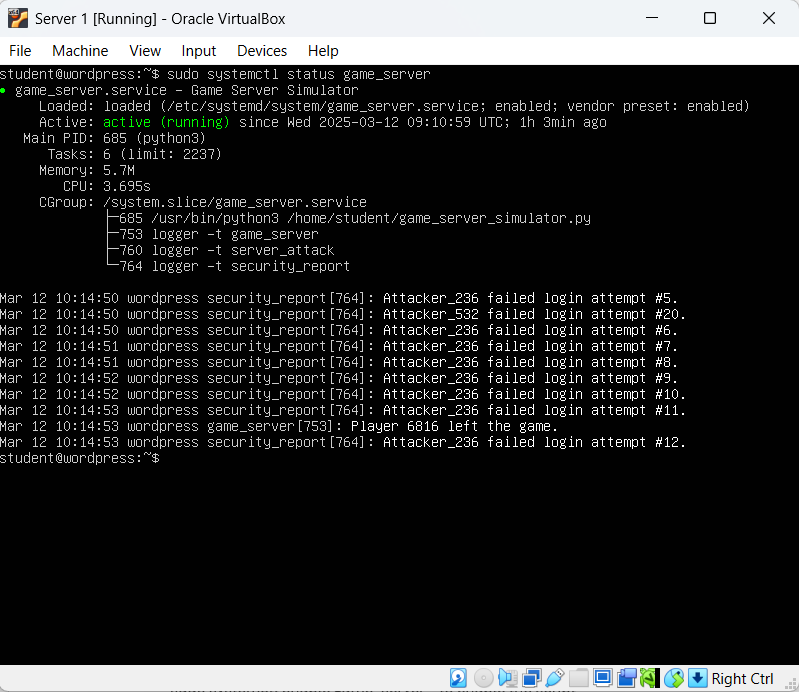 Server 1 [Running] - Oracle VirtualBox
File Machine View Input Devices Help
student@wordpress:~$ sudo systemctl status game_server
● game_server.service - Game Server Simulator
Loaded: loaded (/etc/systemd/system/game_server.service; enabled; vendor preset: enabled)
Active: active (running) since Wed 2025-03-12 09:10:59 UTC; 1h 3min ago
Main PID: 685 (python3)
Tasks: 6 (limit: 2237)
Memory: 5.7M
CPU: 3.695s
CGroup: /system.slice/game_server.service
├─685 /usr/bin/python3 /home/student/game_server_simulator.py
├─753 logger -t game_server
├─760 logger -t server_attack
└─764 logger -t security_report
Mar 12 10:14:50 wordpress security_report[764]: Attacker_236 failed login attempt #5.
Mar 12 10:14:50 wordpress security_report[764]: Attacker_532 failed login attempt #20.
Mar 12 10:14:50 wordpress security_report[764]: Attacker_236 failed login attempt #6.
Mar 12 10:14:51 wordpress security_report[764]: Attacker_236 failed login attempt #7.
Mar 12 10:14:51 wordpress security_report[764]: Attacker_236 failed login attempt #8.
Mar 12 10:14:52 wordpress security_report[764]: Attacker_236 failed login attempt #9.
Mar 12 10:14:52 wordpress security_report[764]: Attacker_236 failed login attempt #10.
Mar 12 10:14:53 wordpress security_report[764]: Attacker_236 failed login attempt #11.
Mar 12 10:14:53 wordpress game_server[753]: Player 6816 left the game.
Mar 12 10:14:53 wordpress security_report[764]: Attacker_236 failed login attempt #12.
student@wordpress:~$
Right Ctrl